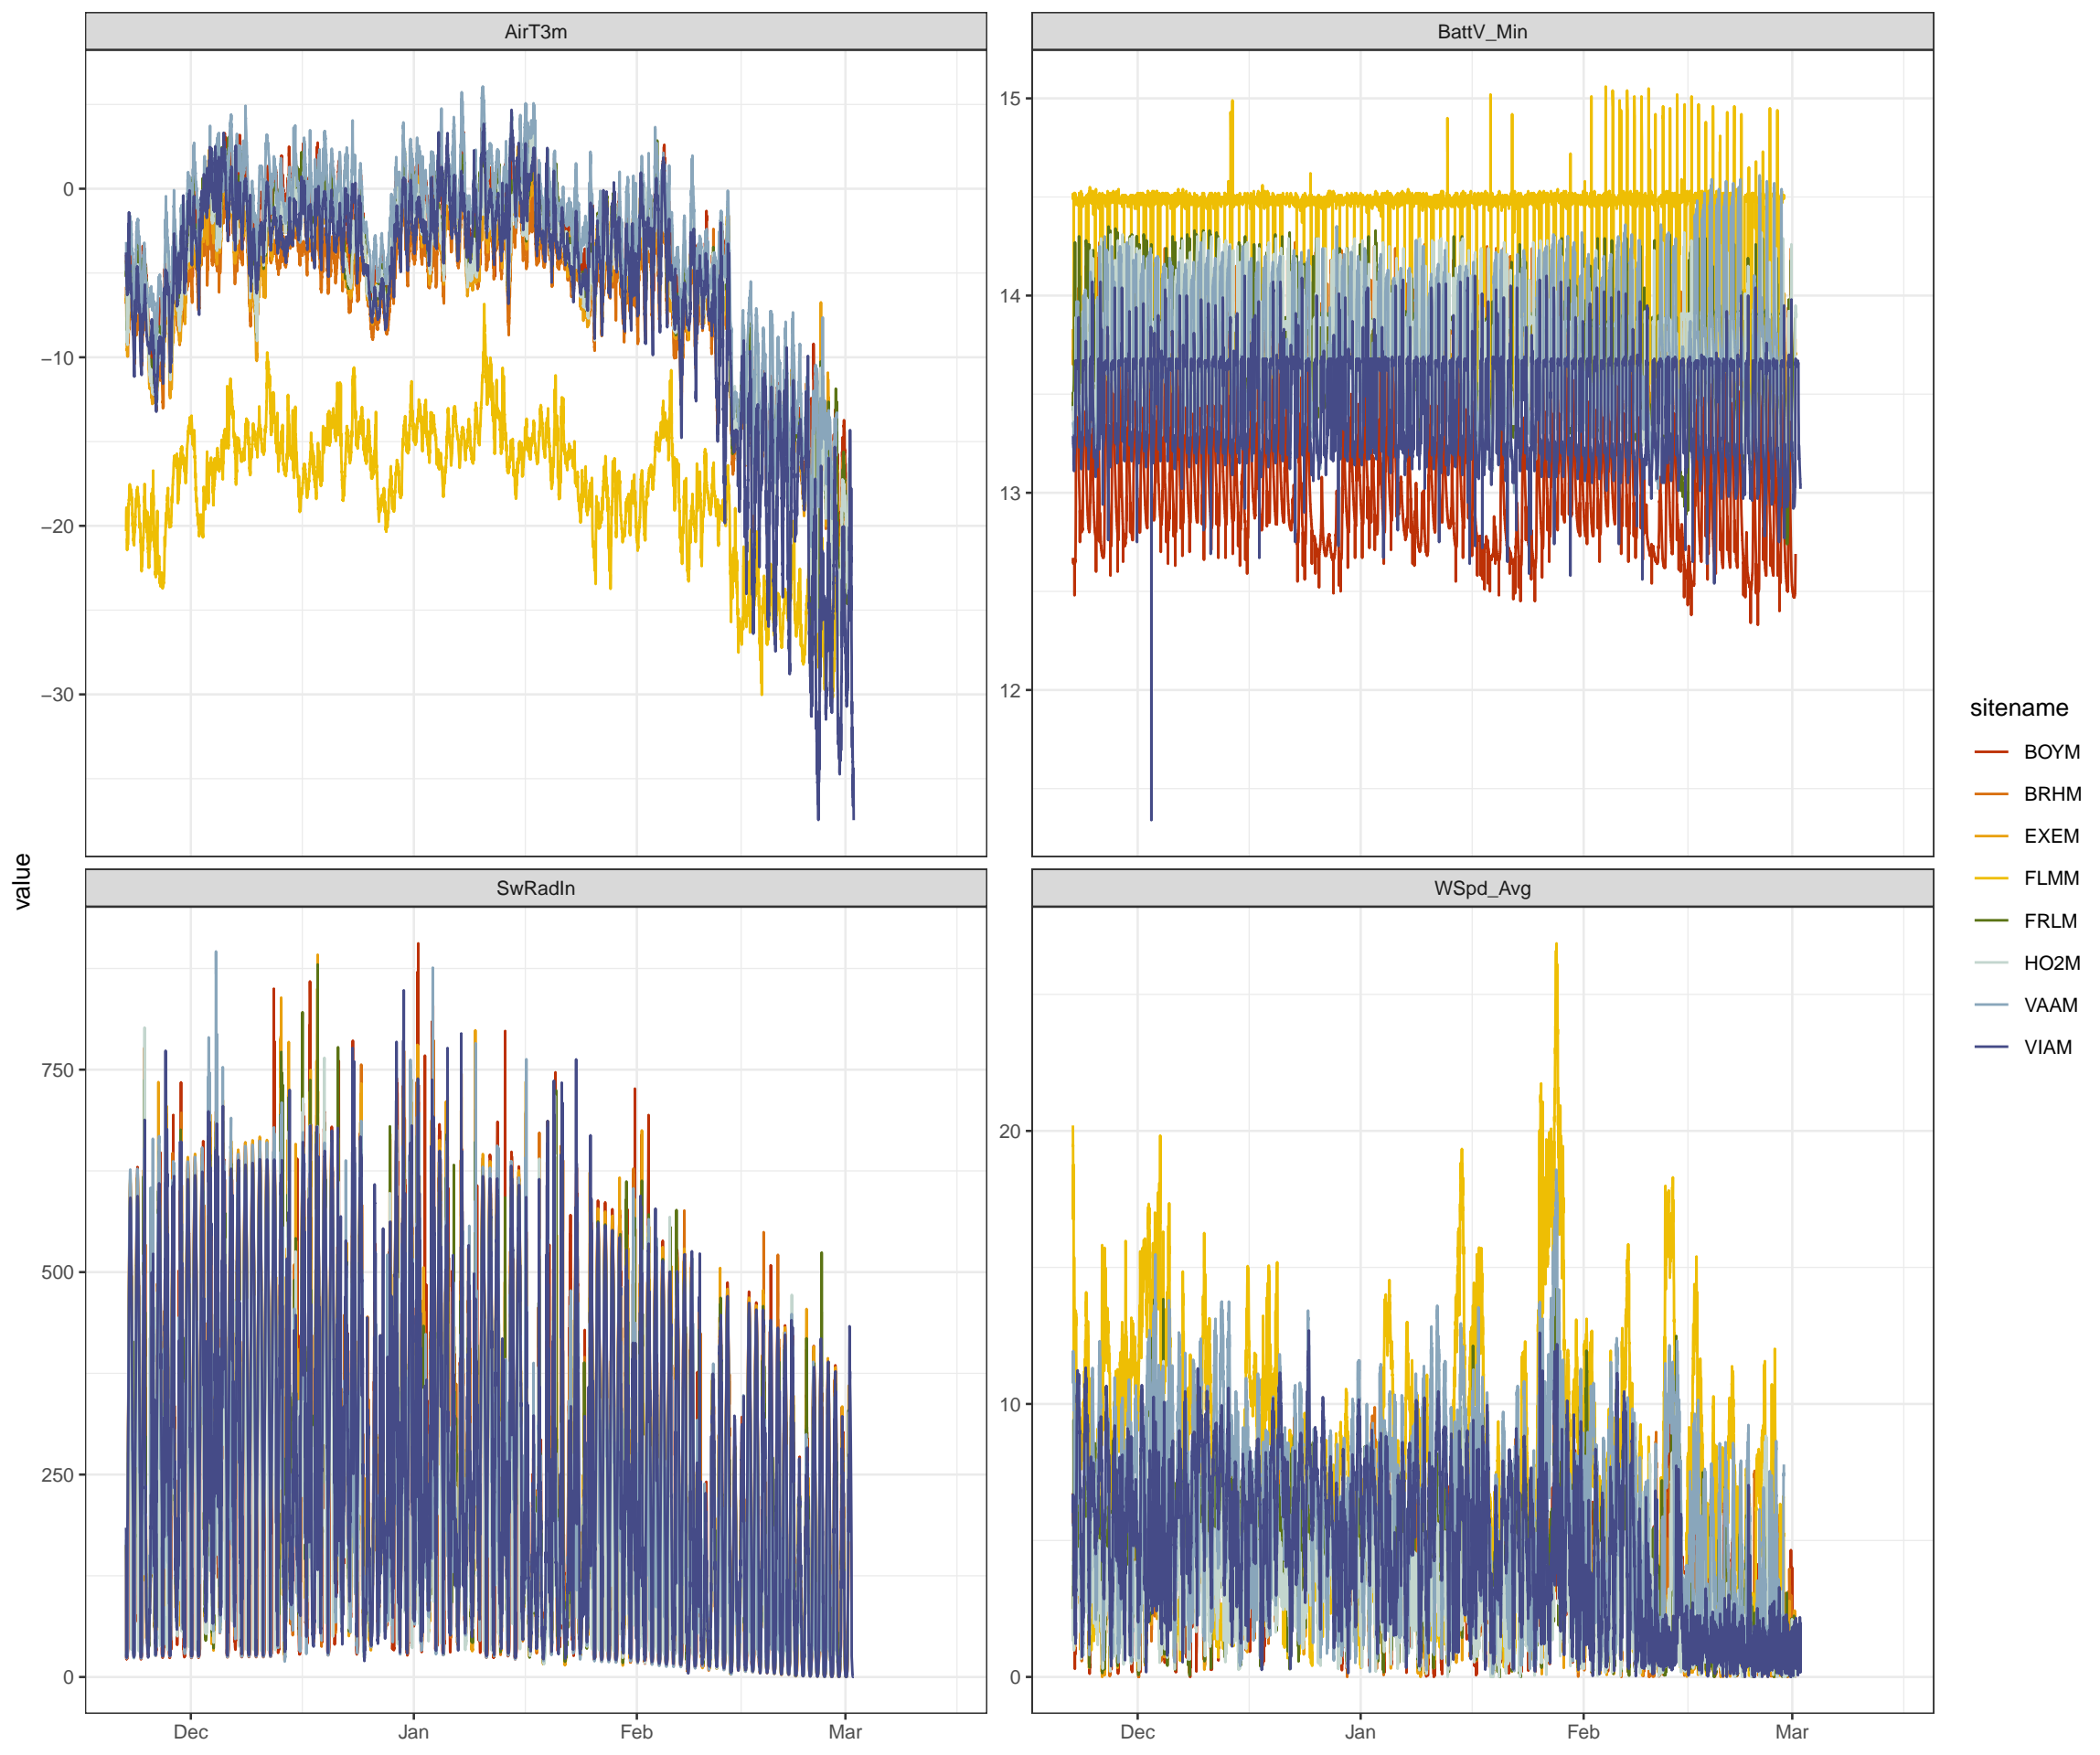 AirT3m
BattV_Min
0
−10
−20
−30
15
14
13
12
value
SwRadIn
WSpd_Avg
750
500
250
0
20
10
0
Dec
Jan
Feb
Mar
Dec
Jan
Feb
Mar
sitename
BOYM
BRHM
EXEM
FLMM
FRLM
HO2M
VAAM
VIAM